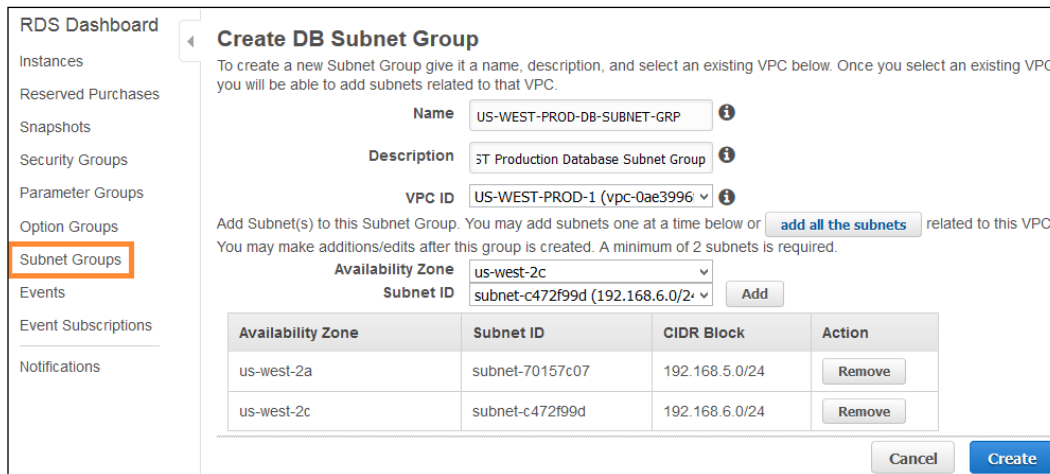 RDS Dashboard
Instances
Reserved Purchases
Snapshots
Security Groups
Parameter Groups
Option Groups
Subnet Groups
Events
Event Subscriptions
Notifications
Create DB Subnet Group
To create a new Subnet Group give it a name, description, and select an existing VPC below. Once you select an existing VPC
you will be able to add subnets related to that VPC.
Name US-WEST-PROD-DB-SUBNET-GRP
Description ST Production Database Subnet Group
VPC ID US-WEST-PROD-1 (vpc-0ae3996
Add Subnet(s) to this Subnet Group. You may add subnets one at a time below or add all the subnets related to this VPC
You may make additions/edits after this group is created. A minimum of 2 subnets is required.
Availability Zone us-west-2c
Subnet ID subnet-c472f99d (192.168.6.0/24 Add
Availability Zone Subnet ID CIDR Block Action
us-west-2a subnet-70157c07 192.168.5.0/24 Remove
us-west-2c subnet-c472f99d 192.168.6.0/24 Remove
Cancel Create